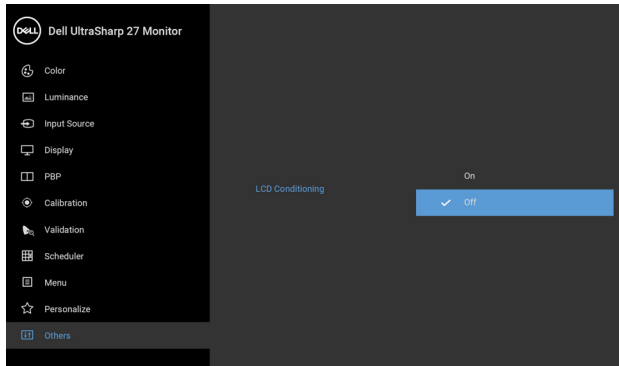 DELL Dell UltraSharp 27 Monitor
Color
Luminance
Input Source
Display
PBP
Calibration
Validation
Scheduler
Menu
Personalize
Others
LCD Conditioning
On
Off